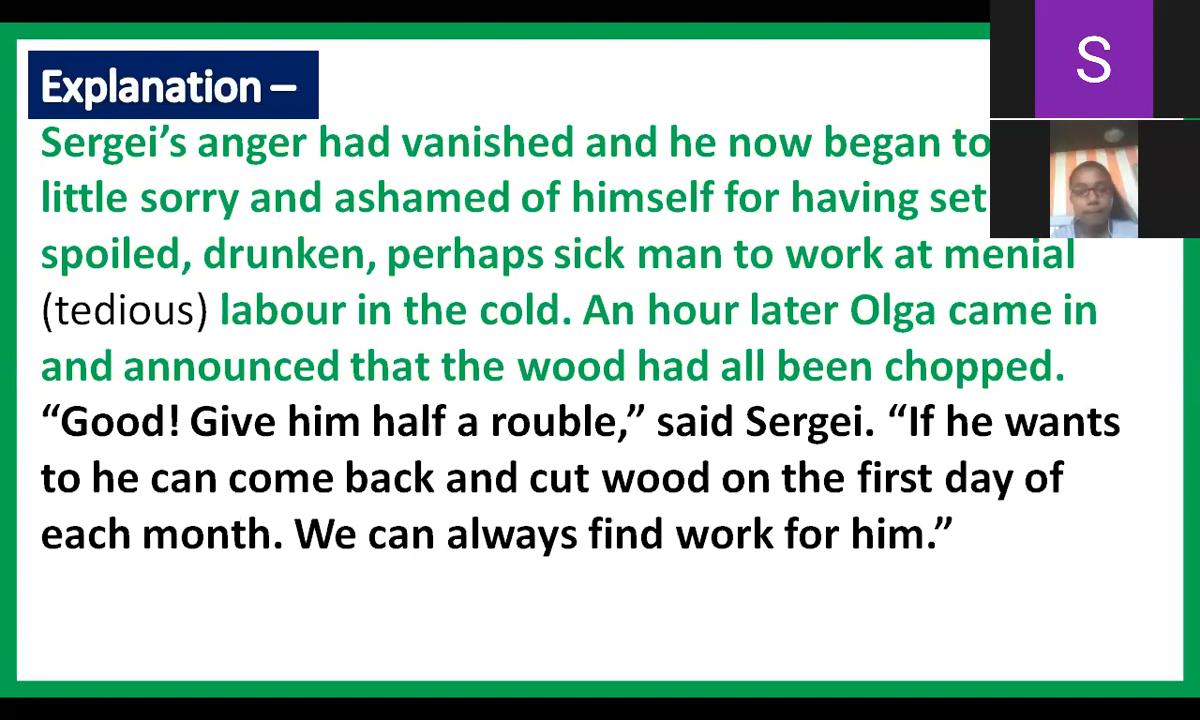 Explanation –
Sergei’s anger had vanished and he now began to
little sorry and ashamed of himself for having set
spoiled, drunken, perhaps sick man to work at menial
(tedious) labour in the cold. An hour later Olga came in
and announced that the wood had all been chopped.
“Good! Give him half a rouble,” said Sergei. “If he wants
to he can come back and cut wood on the first day of
each month. We can always find work for him.”
S